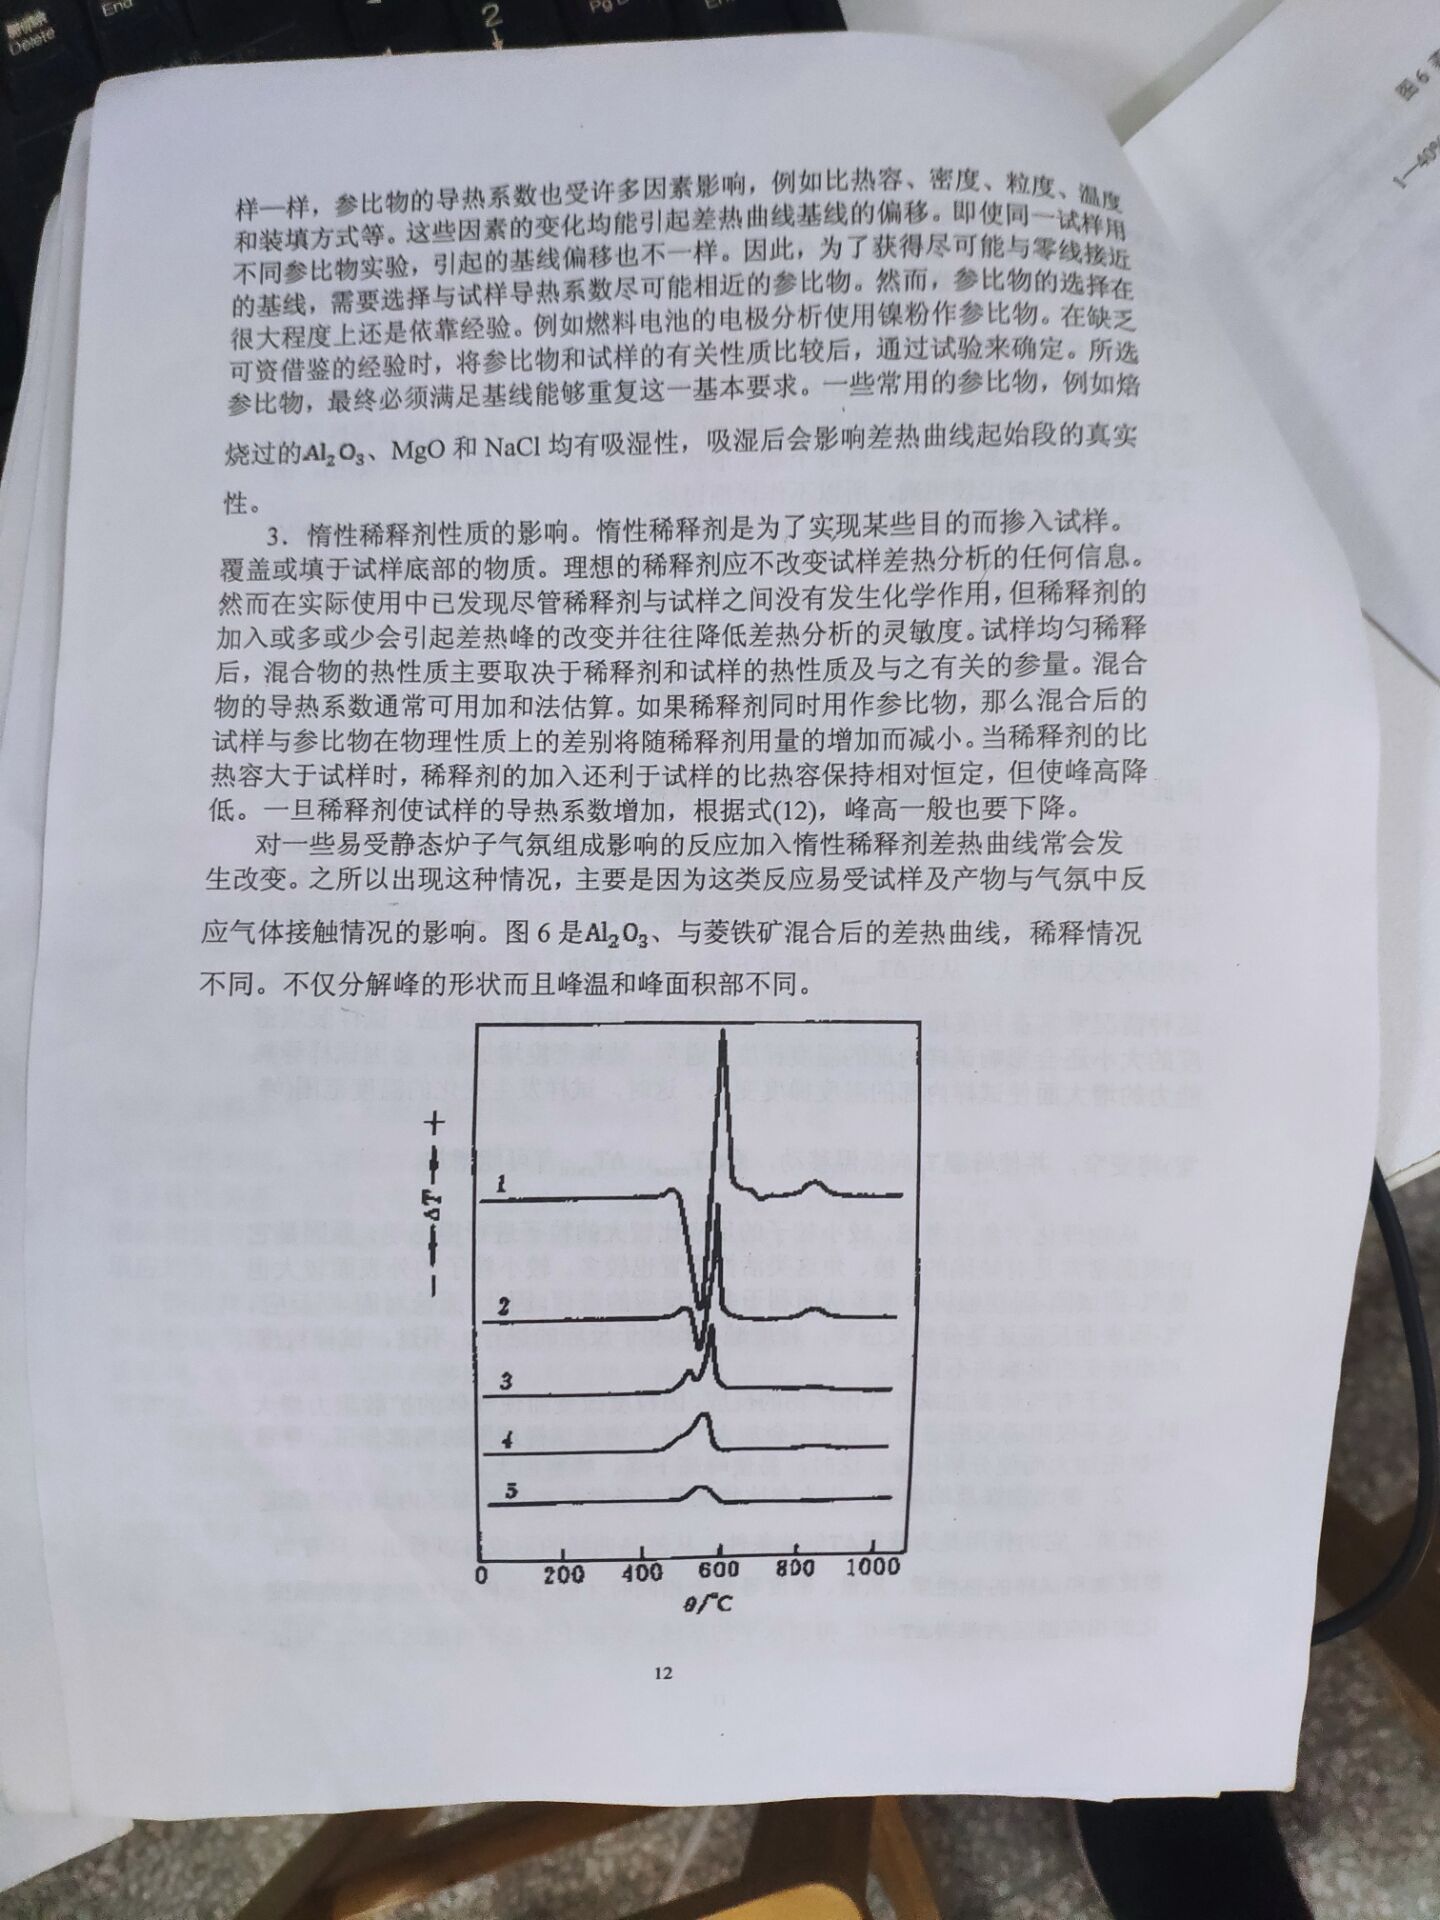 Delete
End
2
图 6
1—40%
样一样，参比物的导热系数也受许多因素影响，例如比热容、密度、粒度、温度
和装填方式等。这些因素的变化均能引起差热曲线基线的偏移。即使同一试样用
不同参比物实验，引起的基线偏移也不一样。因此，为了获得尽可能与零线接近
的基线，需要选择与试样导热系数尽可能相近的参比物。然而，参比物的选择在
很大程度上还是依靠经验。例如燃料电池的电极分析使用镍粉作参比物。在缺乏
可资借鉴的经验时，将参比物和试样的有关性质比较后，通过试验来确定。所选
参比物，最终必须满足基线能够重复这一基本要求。一些常用的参比物，例如焙
烧过的Al₂O₃、MgO 和 NaCl 均有吸湿性，吸湿后会影响差热曲线起始段的真实
性。
3．惰性稀释剂性质的影响。惰性稀释剂是为了实现某些目的而掺入试样。
覆盖或填于试样底部的物质。理想的稀释剂应不改变试样差热分析的任何信息。
然而在实际使用中已发现尽管稀释剂与试样之间没有发生化学作用，但稀释剂的
加入或多或少会引起差热峰的改变并往往降低差热分析的灵敏度。试样均匀稀释
后，混合物的热性质主要取决于稀释剂和试样的热性质及与之有关的参量。混合
物的导热系数通常可用加和法估算。如果稀释剂同时用作参比物，那么混合后的
试样与参比物在物理性质上的差别将随稀释剂用量的增加而减小。当稀释剂的比
热容大于试样时，稀释剂的加入还利于试样的比热容保持相对恒定，但使峰高降
低。一旦稀释剂使试样的导热系数增加，根据式(12)，峰高一般也要下降。
对一些易受静态炉子气氛组成影响的反应加入惰性稀释剂差热曲线常会发
生改变。之所以出现这种情况，主要是因为这类反应易受试样及产物与气氛中反
应气体接触情况的影响。图 6 是Al₂O₃、与菱铁矿混合后的差热曲线，稀释情况
不同。不仅分解峰的形状而且峰温和峰面积部不同。
− ΔT +
1
2
3
4
5
0 200 400 600 800 1000
θ/°C
12